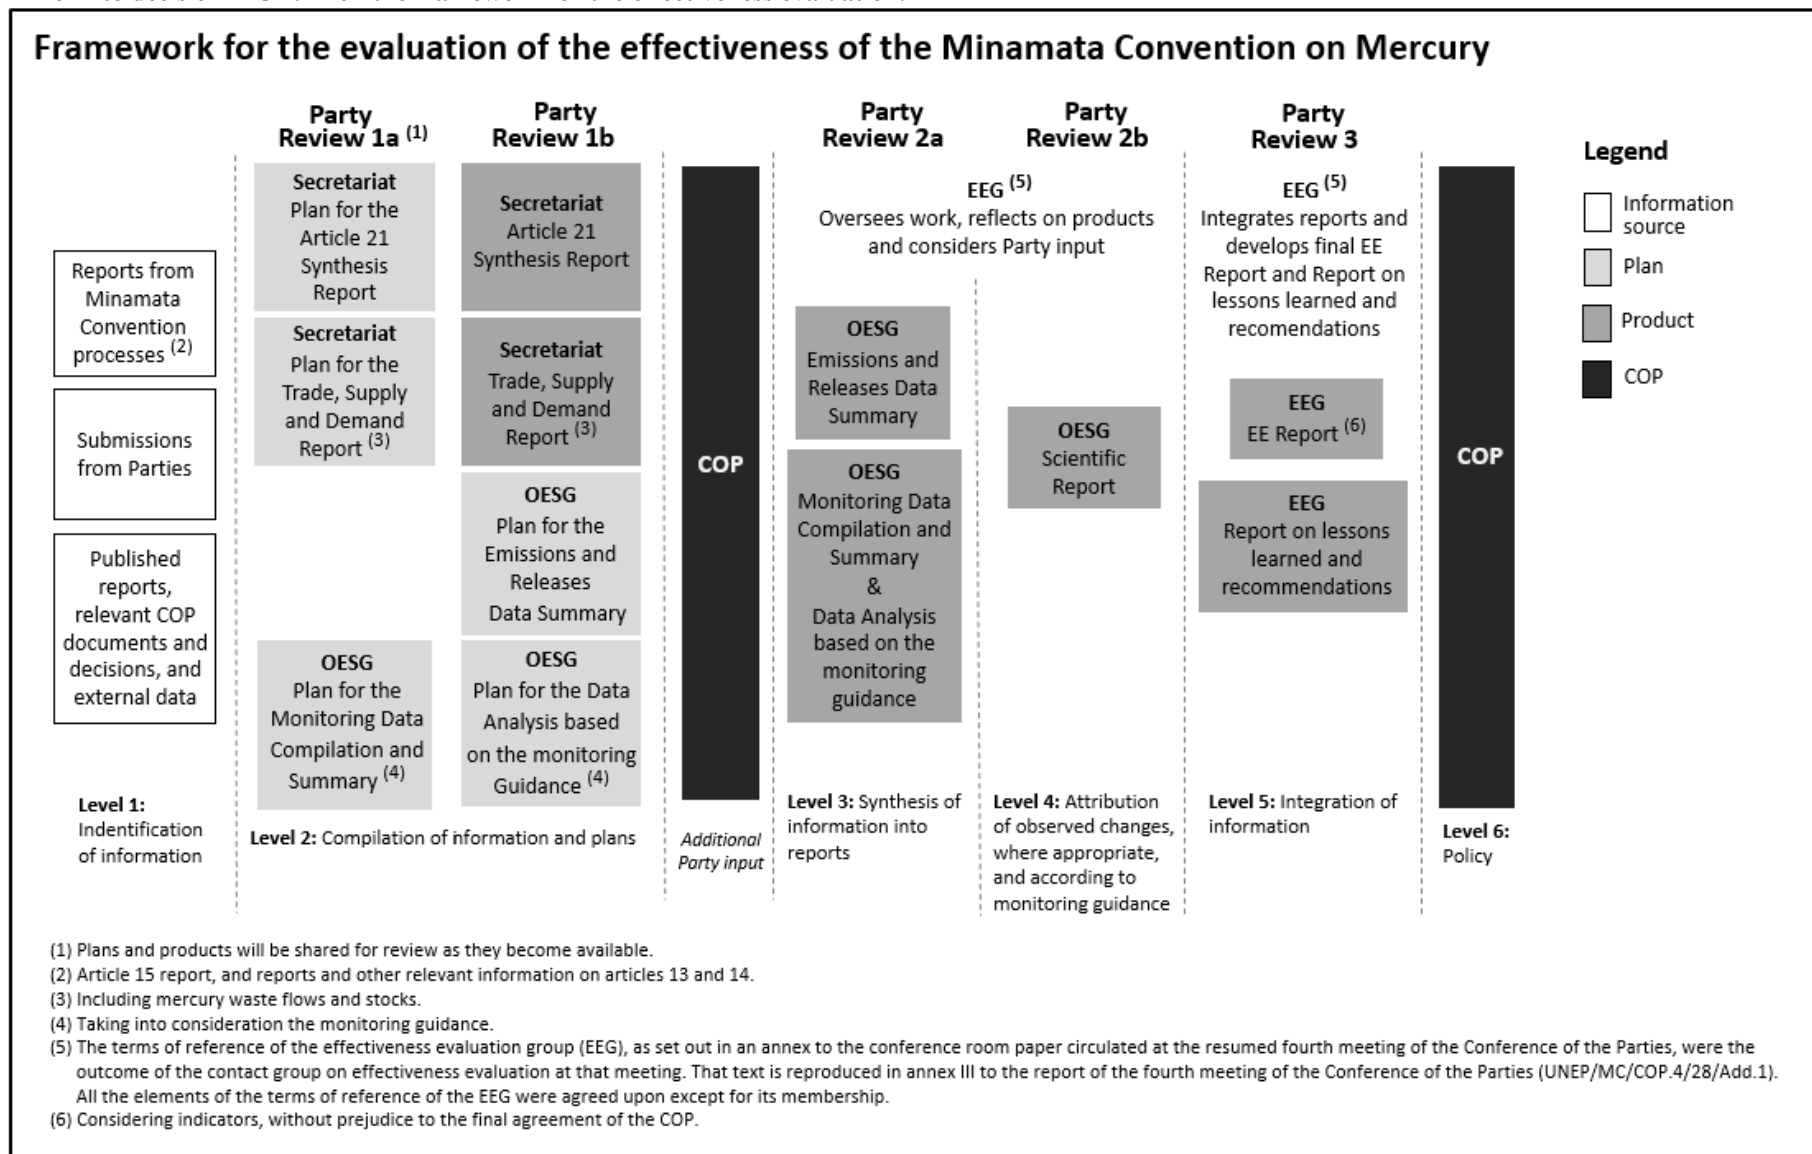 Framework for the evaluation of the effectiveness of the Minamata Convention on Mercury
Party
Review 1a (1)
Party
Review 1b
Party
Review 2a
Party
Review 2b
Party
Review 3
Reports from
Minamata
Convention
processes (2)
Submissions
from Parties
Published
reports,
relevant COP
documents and
decisions, and
external data
Level 1:
Indentification
of information
Secretariat
Plan for the
Article 21
Synthesis
Report
Secretariat
Plan for the
Trade, Supply
and Demand
Report (3)
OESG
Plan for the
Monitoring Data
Compilation and
Summary (4)
Secretariat
Article 21
Synthesis Report
Secretariat
Trade, Supply
and Demand
Report (3)
OESG
Plan for the
Emissions and
Releases
Data Summary
OESG
Plan for the Data
Analysis based
on the monitoring
Guidance (4)
Level 2: Compilation of information and plans
COP
Additional
Party input
EEG (5)
Oversees work, reflects on products
and considers Party input
OESG
Emissions and
Releases Data
Summary
OESG
Monitoring Data
Compilation and
Summary
&
Data Analysis
based on the
monitoring
guidance
Level 3: Synthesis of
information into
reports
OESG
Scientific
Report
Level 4: Attribution
of observed changes,
where appropriate,
and according to
monitoring guidance
EEG (5)
Integrates reports and
develops final EE
Report and Report on
lessons learned and
recomendations
EEG
EE Report (6)
EEG
Report on lessons
learned and
recommendations
Level 5: Integration of
information
COP
Level 6:
Policy
Legend
Information
source
Plan
Product
COP
(1) Plans and products will be shared for review as they become available.
(2) Article 15 report, and reports and other relevant information on articles 13 and 14.
(3) Including mercury waste flows and stocks.
(4) Taking into consideration the monitoring guidance.
(5) The terms of reference of the effectiveness evaluation group (EEG), as set out in an annex to the conference room paper circulated at the resumed fourth meeting of the Conference of the Parties, were the
outcome of the contact group on effectiveness evaluation at that meeting. That text is reproduced in annex III to the report of the fourth meeting of the Conference of the Parties (UNEP/MC/COP.4/28/Add.1).
All the elements of the terms of reference of the EEG were agreed upon except for its membership.
(6) Considering indicators, without prejudice to the final agreement of the COP.